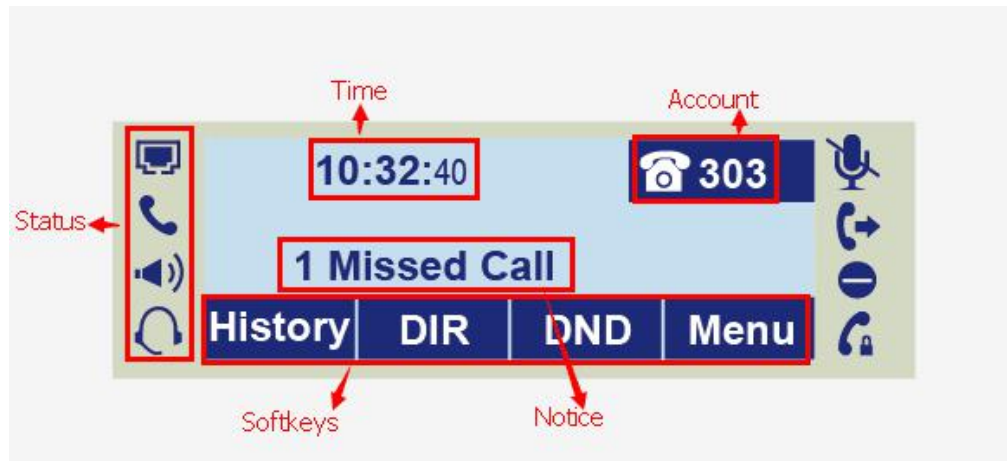 Time
Account
10:32:40
303
Status
1 Missed Call
History DIR DND Menu
Softkeys
Notice